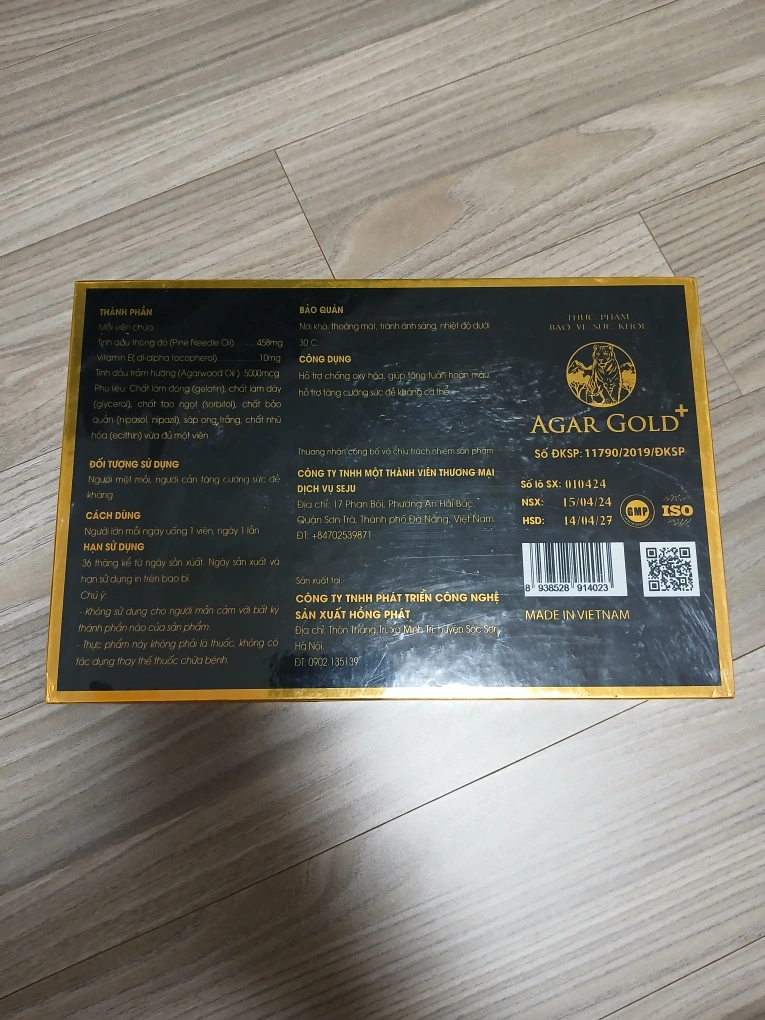 THÀNH PHẦN
Mỗi viên chứa:
Tinh dầu thông đỏ (Pine Needle Oil) ........... 458mg
Vitamin E( dl-alpha tocopherol) .................. 10mg
Tinh dầu trầm hương (Agarwood Oil ) 5000mcg
Phụ liệu: Chất làm đông (gelatin), chất làm dày
(glycerol), chất tạo ngọt (sorbitol), chất bảo
quản (nipasol, nipazil), sáp ong trắng, chất nhũ
hóa (lecithin) vừa đủ một viên.
ĐỐI TƯỢNG SỬ DỤNG
Người mệt mỏi, người cần tăng cường sức đề
kháng.
CÁCH DÙNG
Người lớn mỗi ngày uống 1 viên, ngày 1 lần
HẠN SỬ DỤNG
36 tháng kể từ ngày sản xuất. Ngày sản xuất và
hạn sử dụng in trên bao bì.
Chú ý:
- Không sử dụng cho người mẫn cảm với bất kỳ
thành phần nào của sản phẩm.
- Thực phẩm này không phải là thuốc, không có
tác dụng thay thế thuốc chữa bệnh.
BẢO QUẢN
Nơi khô, thoáng mát, tránh ánh sáng, nhiệt độ dưới
30 C.
CÔNG DỤNG
Hỗ trợ chống oxy hóa, giúp tăng tuần hoàn máu,
hỗ trợ tăng cường sức đề kháng cơ thể.
Thương nhân công bố và chịu trách nhiệm sản phẩm
CÔNG TY TNHH MỘT THÀNH VIÊN THƯƠNG MẠI
DỊCH VỤ SEJU
Địa chỉ: 17 Phan Bôi, Phường An Hải Bắc,
Quận Sơn Trà, Thành phố Đà Nẵng, Việt Nam
ĐT: +84702539871
Sản xuất tại:
CÔNG TY TNHH PHÁT TRIỂN CÔNG NGHỆ
SẢN XUẤT HỒNG PHÁT
Địa chỉ: Thôn Thắng Trí, xã Minh Trí, huyện Sóc Sơn,
Hà Nội.
ĐT: 0902.135139
THỰC PHẨM
BẢO VỆ SỨC KHỎE
AGAR GOLD+
Số ĐKSP: 11790/2019/ĐKSP
Số lô SX: 010424
NSX: 15/04/24
HSD: 14/04/27
GMP
ISO
8 938528 914023
MADE IN VIETNAM